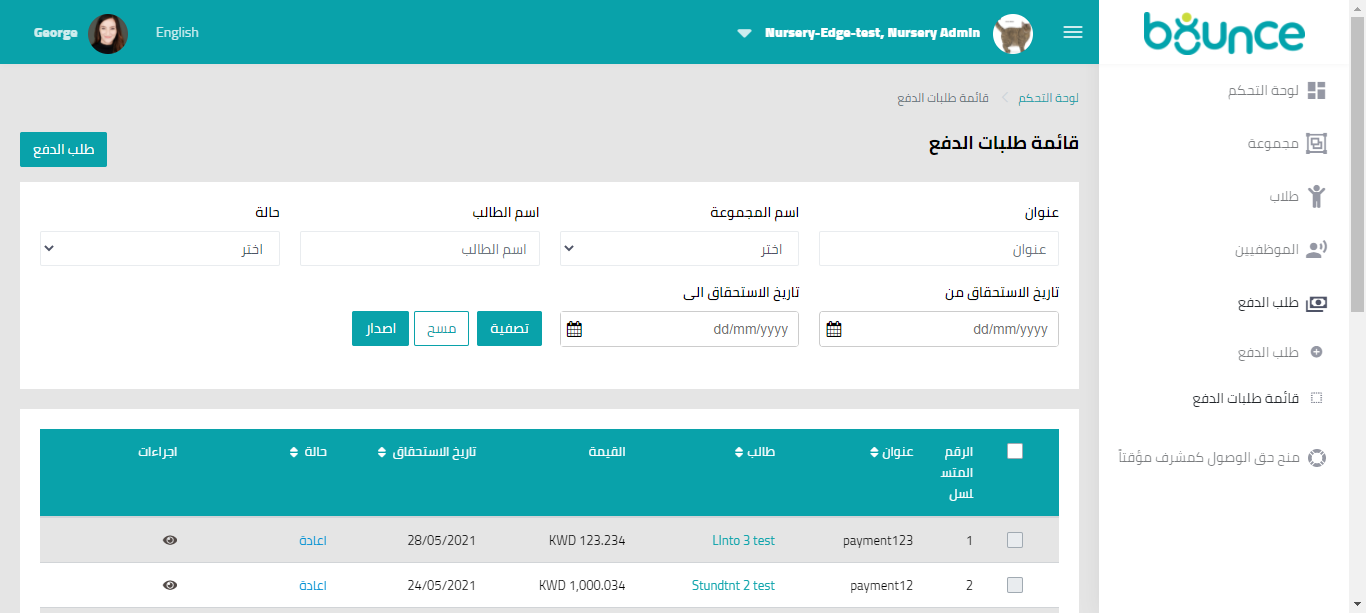 bounce
Nursery-Edge-test, Nursery Admin
English
George
لوحة التحكم
مجموعة
طلاب
الموظفيين
طلب الدفع
طلب الدفع
قائمة طلبات الدفع
منح حق الوصول كمشرف مؤقتاً
لوحة التحكم
قائمة طلبات الدفع
قائمة طلبات الدفع
طلب الدفع
عنوان
اسم المجموعة
اسم الطالب
حالة
عنوان
اختر
اسم الطالب
اختر
تاريخ الاستحقاق من
تاريخ الاستحقاق الى
dd/mm/yyyy
dd/mm/yyyy
تصفية
مسح
اصدار
الرقم المتسلسل عنوان طالب القيمة تاريخ الاستحقاق حالة اجراءات
1 payment123 LInto 3 test KWD 123.234 28/05/2021 اعادة
2 payment12 Stundtnt 2 test KWD 1,000.034 24/05/2021 اعادة